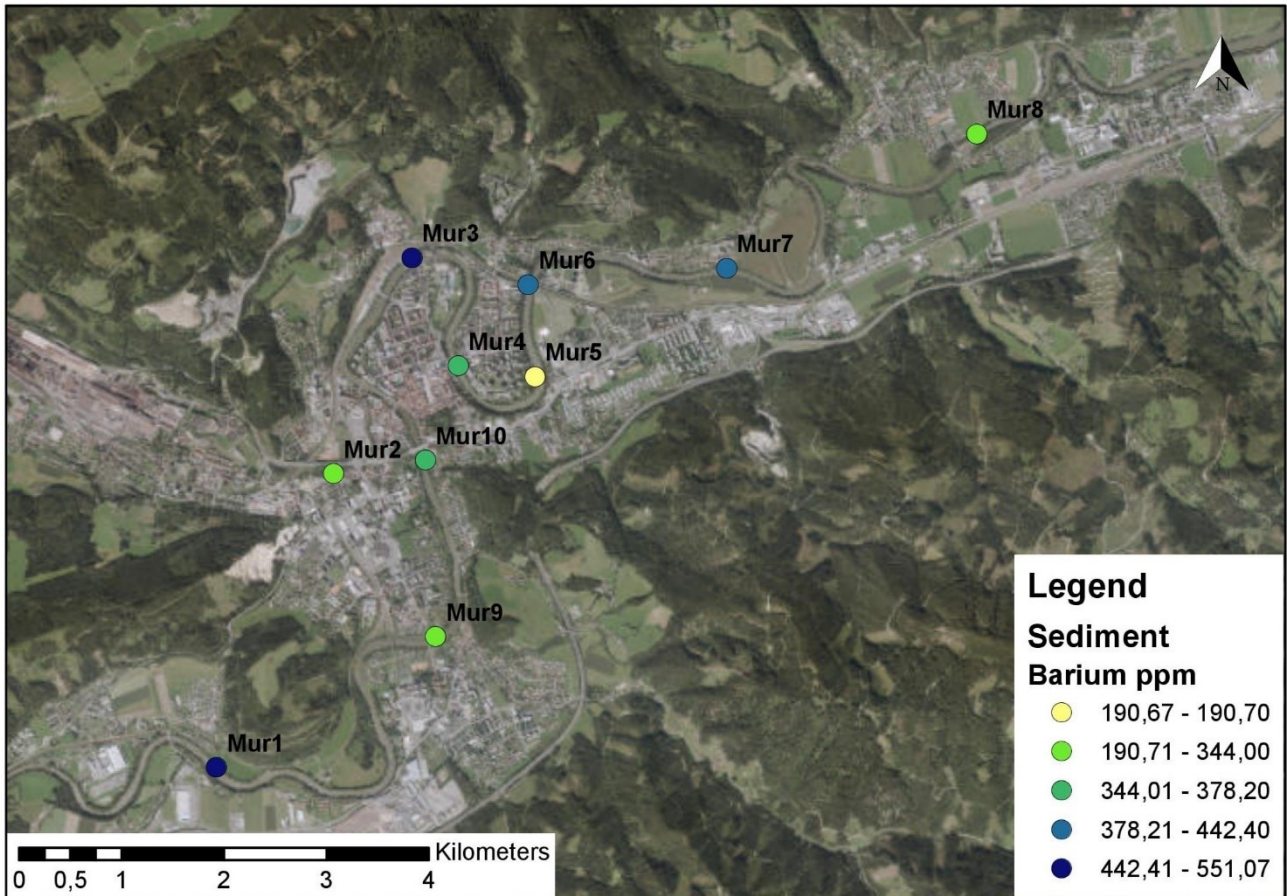 N
Mur8
Mur3
Mur6
Mur7
Mur4
Mur5
Mur10
Mur2
Mur9
Mur1
Legend
Sediment
Barium ppm
190,67 - 190,70
190,71 - 344,00
344,01 - 378,20
378,21 - 442,40
442,41 - 551,07
Kilometers
0 0,5 1 2 3 4